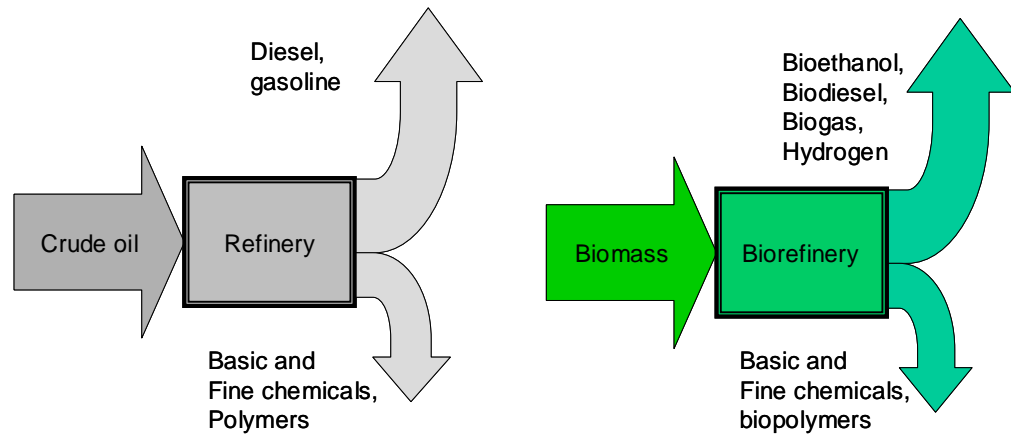 Diesel,
gasoline
Crude oil
Refinery
Basic and
Fine chemicals,
Polymers
Bioethanol,
Biodiesel,
Biogas,
Hydrogen
Biomass
Biorefinery
Basic and
Fine chemicals,
biopolymers